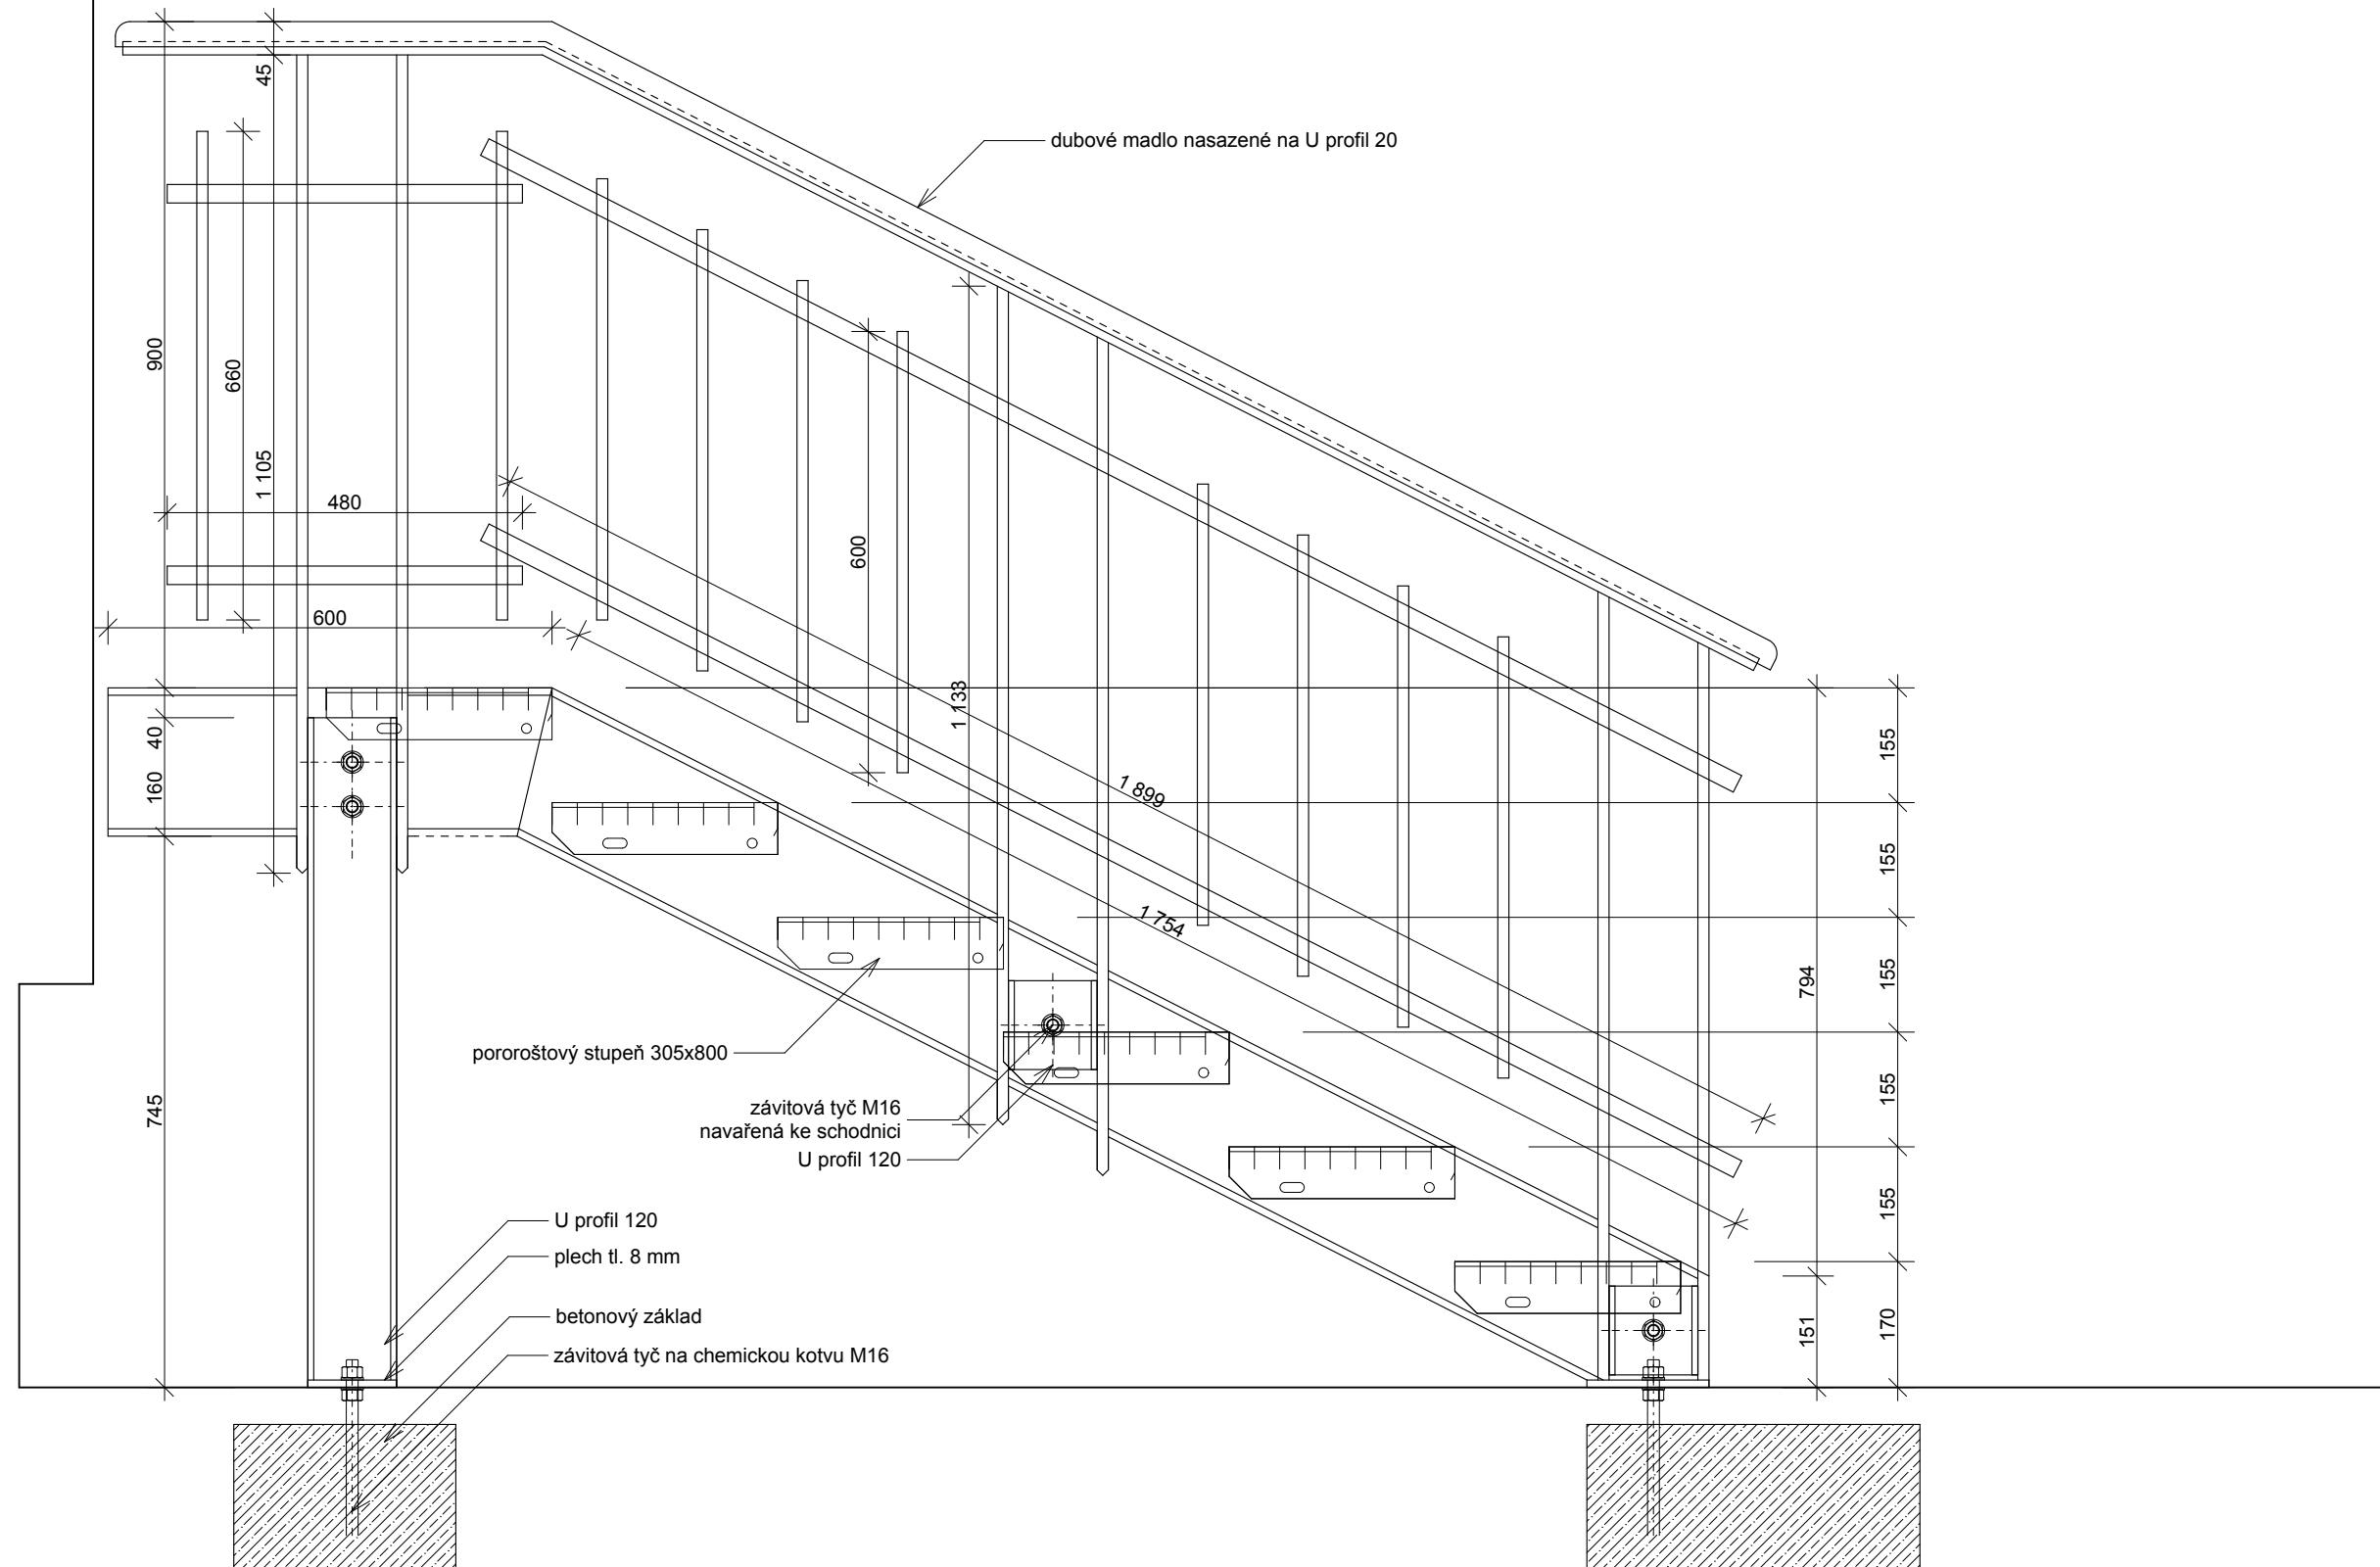 45
dubové madlo nasazené na U profil 20
900
660
1 105
480
600
600
1 133
40
160
1 899
1 754
155
155
155
155
155
794
745
pororoštový stupeň 305x800
závitová tyč M16
navařená ke schodnici
U profil 120
U profil 120
plech tl. 8 mm
betonový základ
závitová tyč na chemickou kotvu M16
151
170